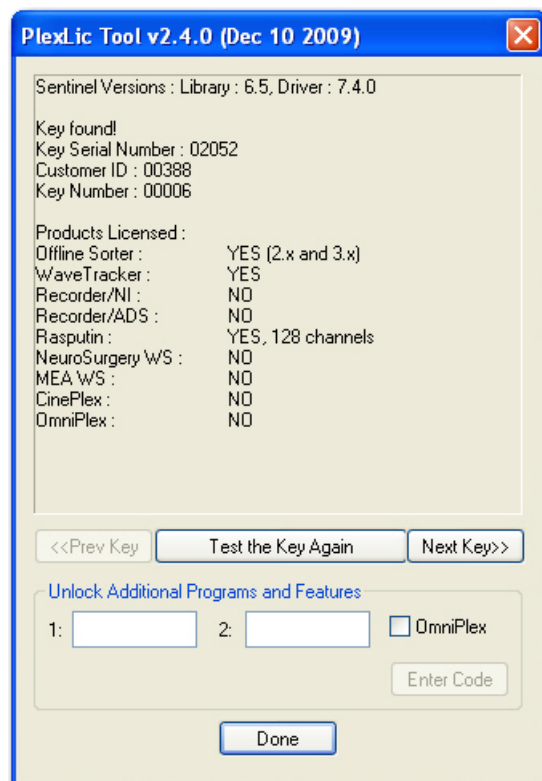 PlexLic Tool v2.4.0 (Dec 10 2009)
Sentinel Versions : Library : 6.5, Driver : 7.4.0
Key found!
Key Serial Number : 02052
Customer ID : 00388
Key Number : 00006
Products Licensed :
Offline Sorter : YES (2.x and 3.x)
WaveTracker : YES
Recorder/NI : NO
Recorder/ADS : NO
Rasputin : YES, 128 channels
NeuroSurgery WS : NO
MEA WS : NO
CinePlex : NO
OmniPlex : NO
<<Prev Key Test the Key Again Next Key>>
Unlock Additional Programs and Features
1: 2: OmniPlex
Enter Code
Done